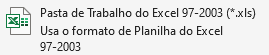 Pasta de Trabalho do Excel 97-2003 (*.xls)
Usa o formato de Planilha do Excel
97-2003